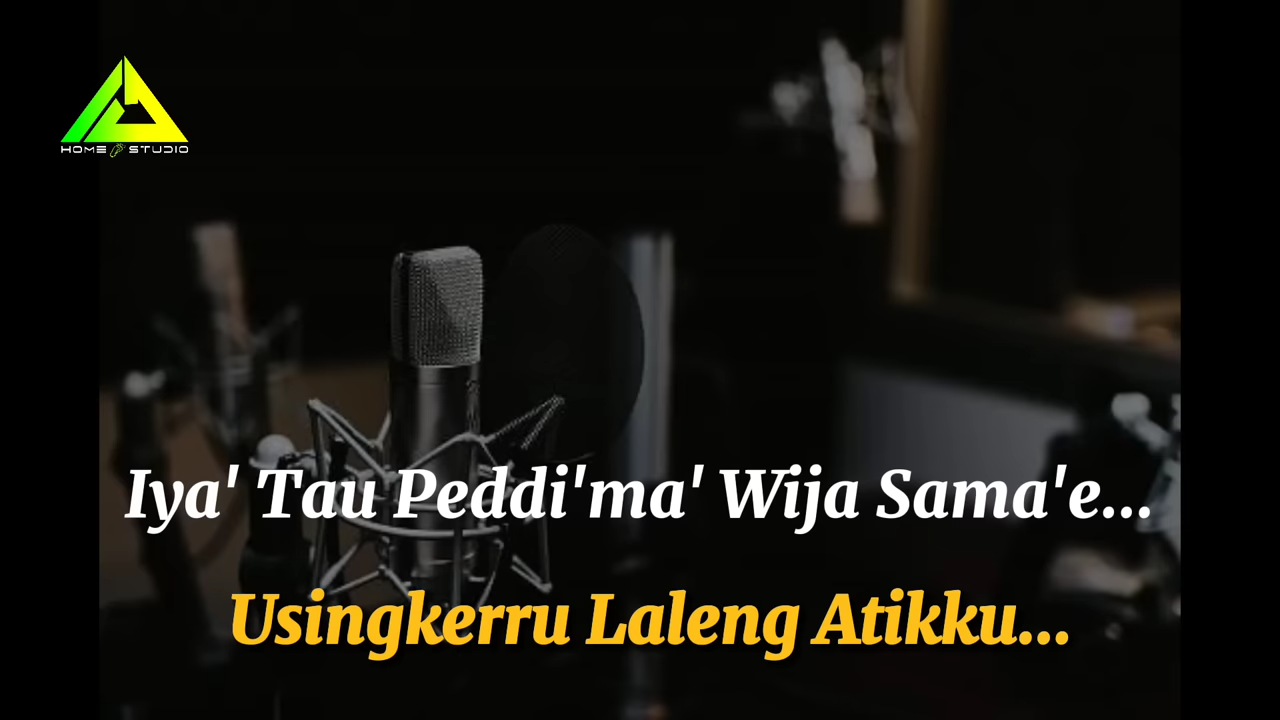 HOME STUDIO
Iya' Tau Peddi'ma' Wija Sama'e...
Usingkerru Laleng Atikku...